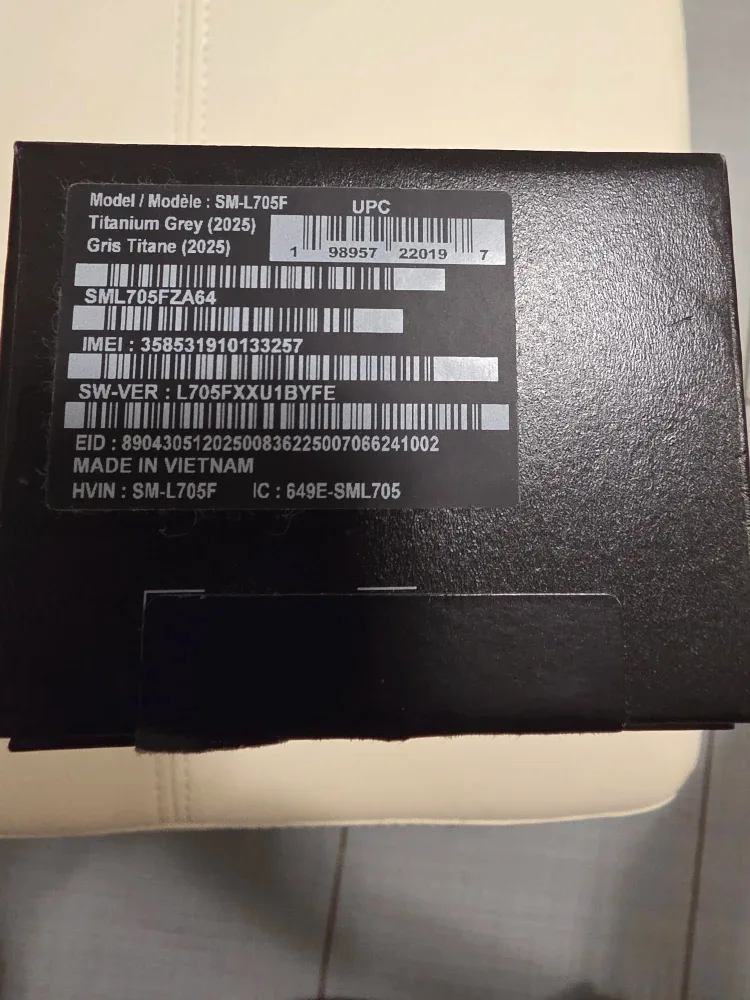 Model / Modèle : SM-L705F
Titanium Grey (2025)
Gris Titane (2025)
UPC
1 98957 22019 7
SML705FZA64
IMEI : 358531910133257
SW-VER : L705FXXU1BYFE
EID : 89043051202500836225007066241002
MADE IN VIETNAM
HVIN : SM-L705F IC : 649E-SML705